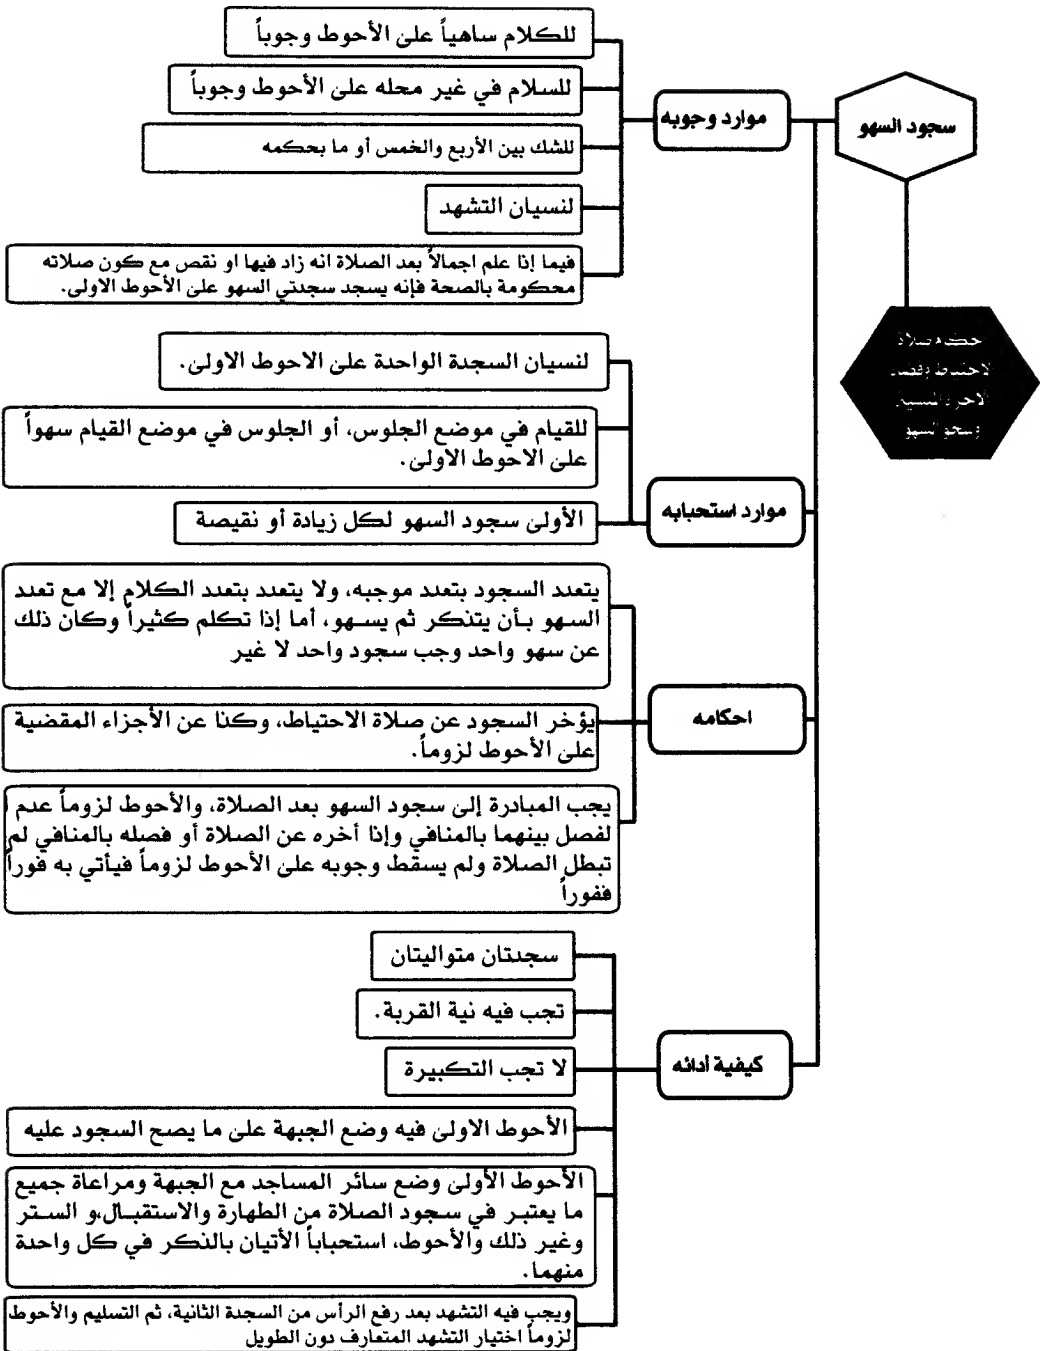 سجود السهو
احكام صلاة
الاحتياط وقضاء
الاجزاء المنسية
وسجود السهو
موارد وجوبه
للكلام ساهياً على الأحوط وجوباً
للسلام في غير محله على الأحوط وجوباً
للشك بين الأربع والخمس أو ما بحكمه
لنسيان التشهد
فيما إذا علم اجمالاً بعد الصلاة انه زاد فيها او نقص مع كون صلاته
محكومة بالصحة فإنه يسجد سجدتي السهو على الأحوط الاولى.
موارد استحبابه
لنسيان السجدة الواحدة على الاحوط الاولى.
للقيام في موضع الجلوس، أو الجلوس في موضع القيام سهواً
على الاحوط الاولى.
الأولى سجود السهو لكل زيادة أو نقيصة
احكامه
يتعدد السجود بتعدد موجبه، ولا يتعدد بتعدد الكلام إلا مع تعدد
السهو بأن يتذكر ثم يسهو، أما إذا تكلم كثيراً وكان ذلك
عن سهو واحد وجب سجود واحد لا غير
يؤخر السجود عن صلاة الاحتياط، وكذا عن الأجزاء المقضية
على الأحوط لزوماً.
يجب المبادرة إلى سجود السهو بعد الصلاة، والأحوط لزوماً عدم ا
لفصل بينهما بالمنافي وإذا أخره عن الصلاة أو فصله بالمنافي لم
تبطل الصلاة ولم يسقط وجوبه على الأحوط لزوماً فيأتي به فوراً
ففوراً
كيفية أدائه
سجدتان متواليتان
تجب فيه نية القربة.
لا تجب التكبيرة
الأحوط الاولى فيه وضع الجبهة على ما يصح السجود عليه
الأحوط الأولى وضع سائر المساجد مع الجبهة ومراعاة جميع
ما يعتبر في سجود الصلاة من الطهارة والاستقبال،و الستر
وغير ذلك والأحوط، استحباباً الأتيان بالذكر في كل واحدة
منهما.
ويجب فيه التشهد بعد رفع الرأس من السجدة الثانية، ثم التسليم والأحوط
لزوماً اختيار التشهد المتعارف دون الطويل